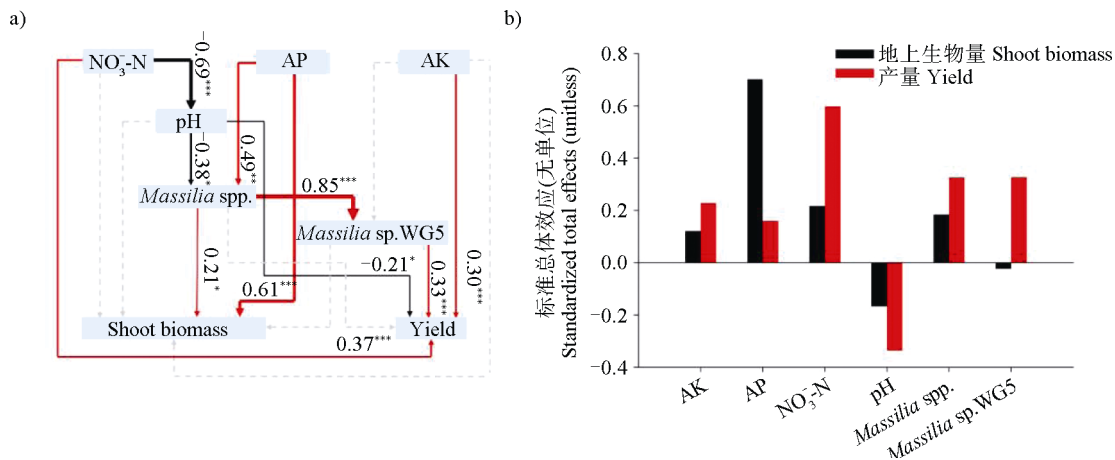 a)
NO₃⁻-N
AP
AK
−0.69***
pH
−0.38*
0.49**
Massilia spp.
0.85***
Massilia sp.WG5
−0.21*
0.21*
0.61***
0.33***
0.30***
Shoot biomass
Yield
0.37***
b)
标准总体效应(无单位)
Standardized total effects (unitless)
0.8
0.6
0.4
0.2
0.0
−0.2
−0.4
地上生物量 Shoot biomass
产量 Yield
AK
AP
NO₃⁻-N
pH
Massilia spp.
Massilia sp.WG5